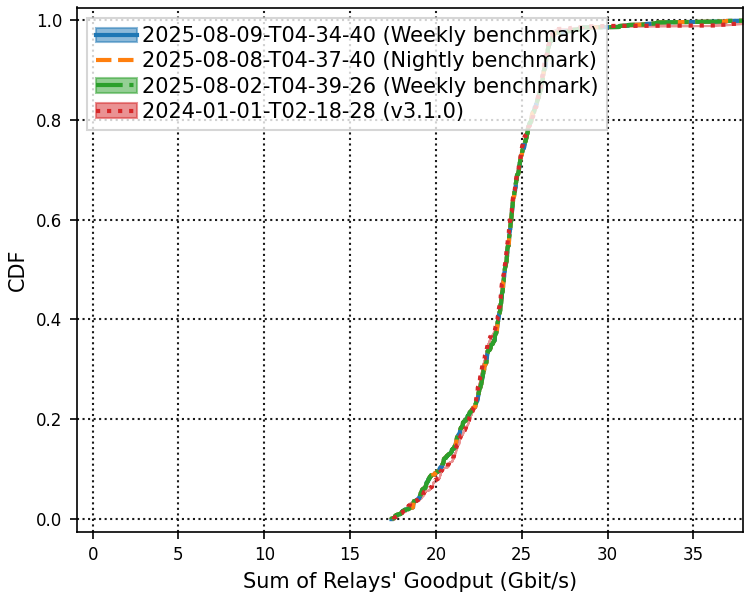 1.0
0.8
0.6
0.4
0.2
0.0
CDF
2025-08-09-T04-34-40 (Weekly benchmark)
2025-08-08-T04-37-40 (Nightly benchmark)
2025-08-02-T04-39-26 (Weekly benchmark)
2024-01-01-T02-18-28 (v3.1.0)
0 5 10 15 20 25 30 35
Sum of Relays' Goodput (Gbit/s)